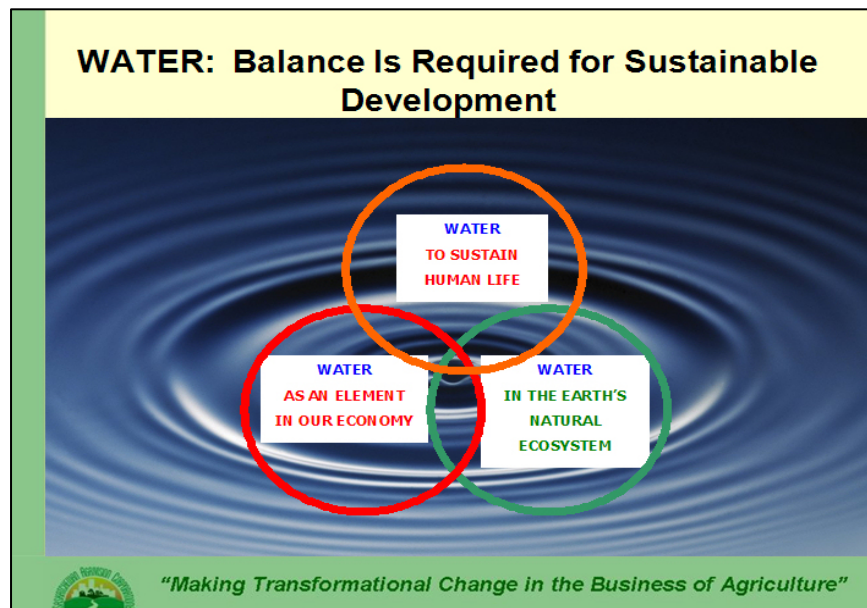 WATER: Balance Is Required for Sustainable
Development
WATER
TO SUSTAIN
HUMAN LIFE
WATER
AS AN ELEMENT
IN OUR ECONOMY
WATER
IN THE EARTH'S
NATURAL
ECOSYSTEM
"Making Transformational Change in the Business of Agriculture"